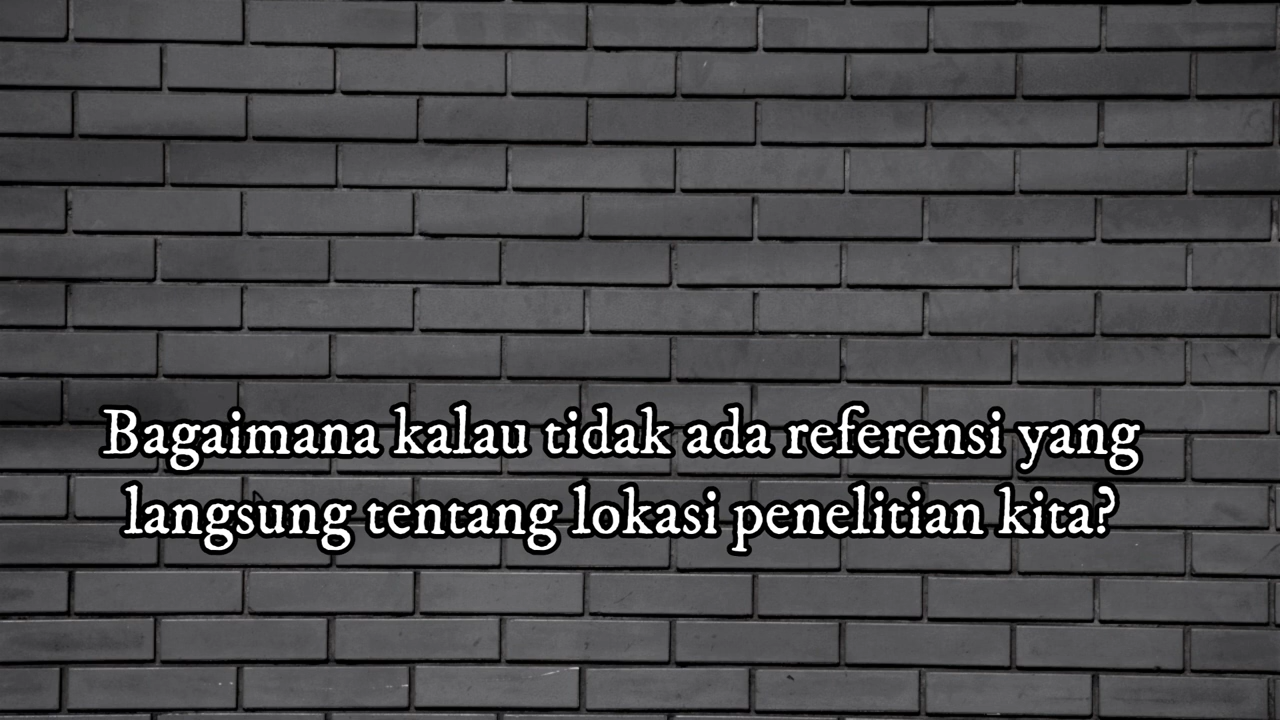 Bagaimana kalau tidak ada referensi yang
langsung tentang lokasi penelitian kita?